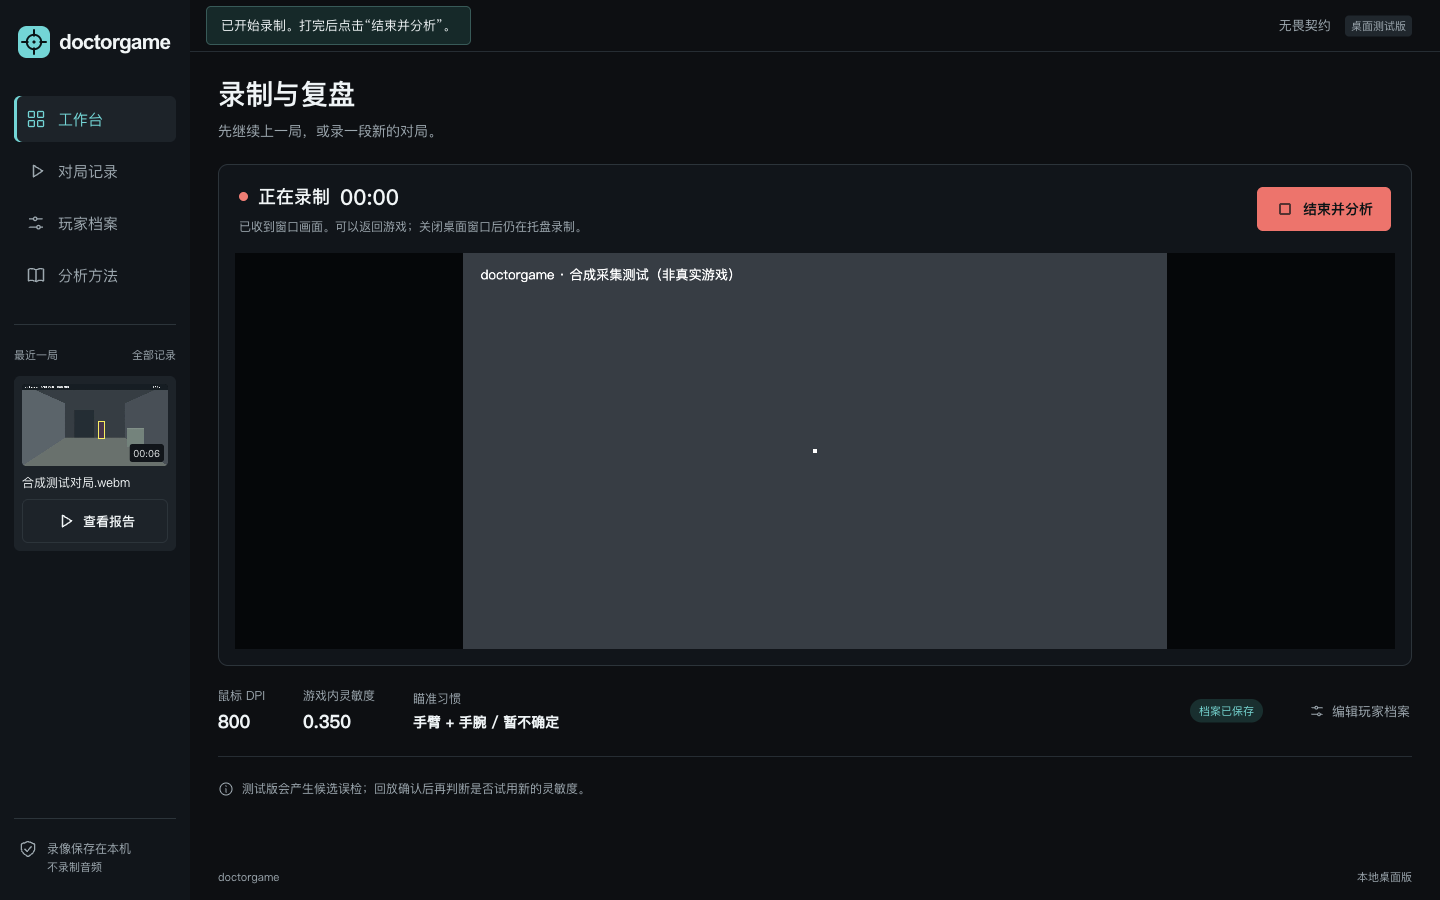 doctorgame
工作台
对局记录
玩家档案
分析方法
最近一局
全部记录
00:06
合成测试对局.webm
查看报告
录像保存在本机
不录制音频
已开始录制。打完后点击“结束并分析”。
无畏契约
桌面测试版
录制与复盘
先继续上一局，或录一段新的对局。
正在录制 00:00
已收到窗口画面。可以返回游戏；关闭桌面窗口后仍在托盘录制。
结束并分析
doctorgame · 合成采集测试（非真实游戏）
鼠标 DPI
800
游戏内灵敏度
0.350
瞄准习惯
手臂 + 手腕 / 暂不确定
档案已保存
编辑玩家档案
测试版会产生候选误检；回放确认后再判断是否试用新的灵敏度。
doctorgame
本地桌面版